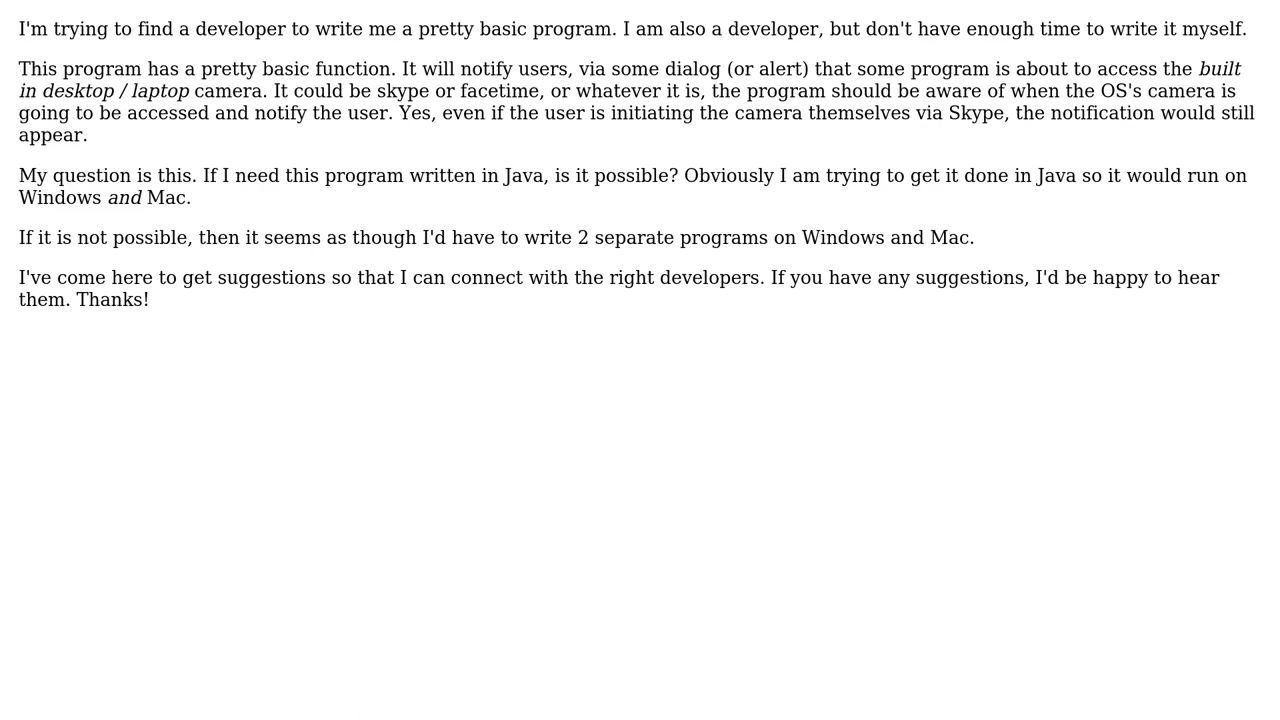 I'm trying to find a developer to write me a pretty basic program. I am also a developer, but don't have enough time to write it myself.
This program has a pretty basic function. It will notify users, via some dialog (or alert) that some program is about to access the built
in desktop / laptop camera. It could be skype or facetime, or whatever it is, the program should be aware of when the OS's camera is
going to be accessed and notify the user. Yes, even if the user is initiating the camera themselves via Skype, the notification would still
appear.
My question is this. If I need this program written in Java, is it possible? Obviously I am trying to get it done in Java so it would run on
Windows and Mac.
If it is not possible, then it seems as though I'd have to write 2 separate programs on Windows and Mac.
I've come here to get suggestions so that I can connect with the right developers. If you have any suggestions, I'd be happy to hear
them. Thanks!